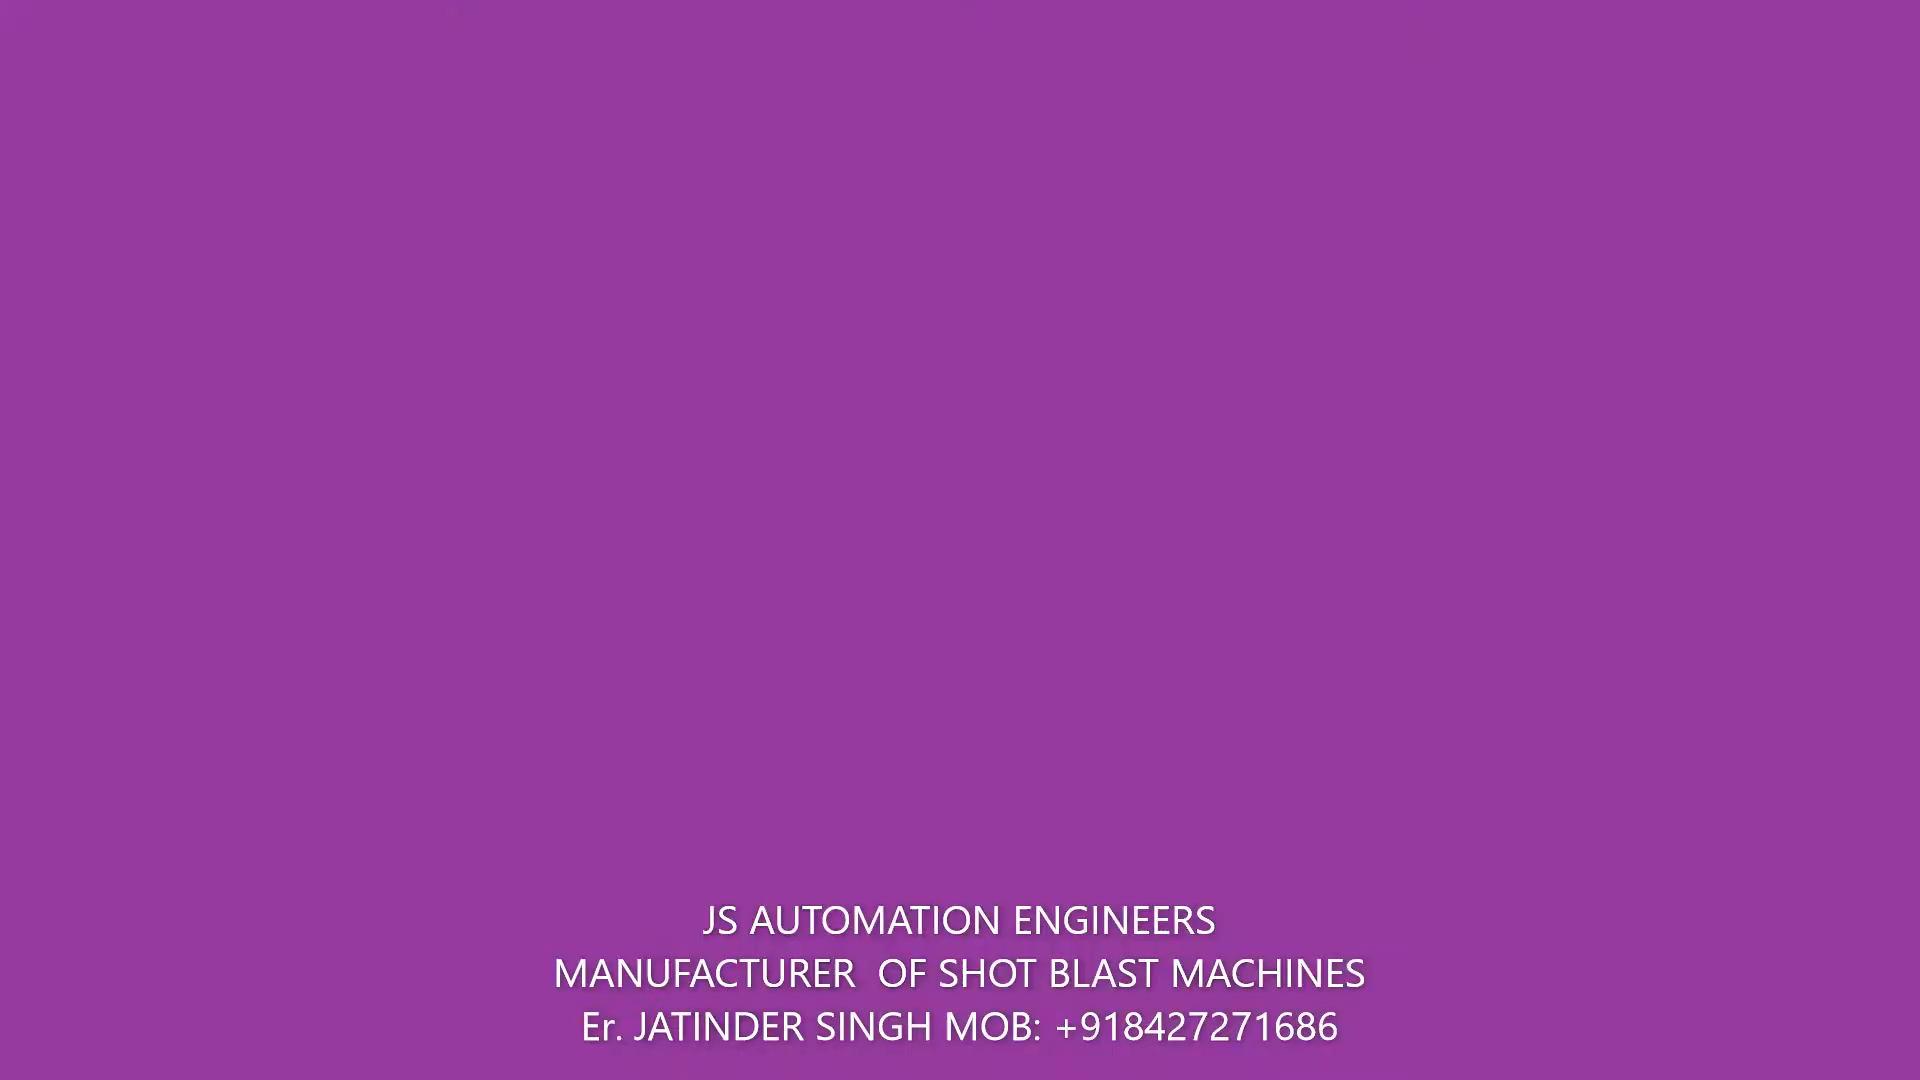 JS AUTOMATION ENGINEERS
MANUFACTURER  OF SHOT BLAST MACHINES
Er. JATINDER SINGH MOB: +918427271686